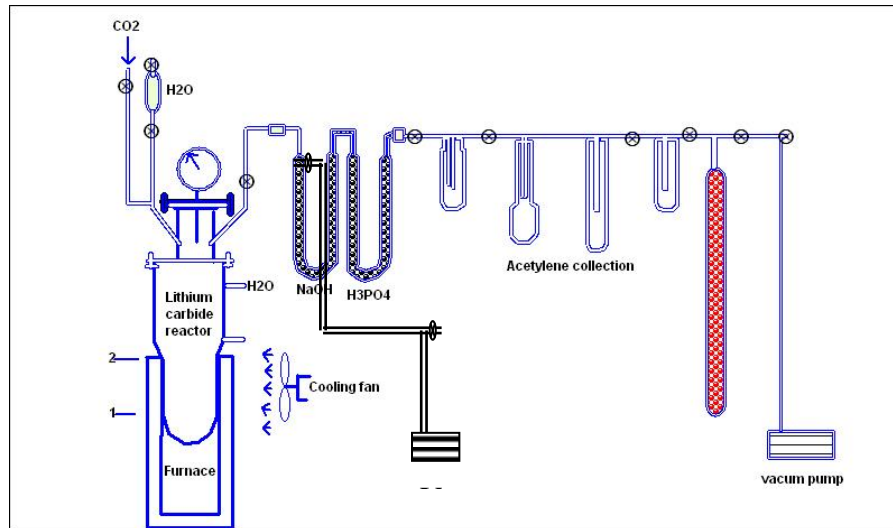 CO2
H2O
H2O
NaOH
H3PO4
Acetylene collection
Lithium
carbide
reactor
2
Cooling fan
1
Furnace
vacum pump